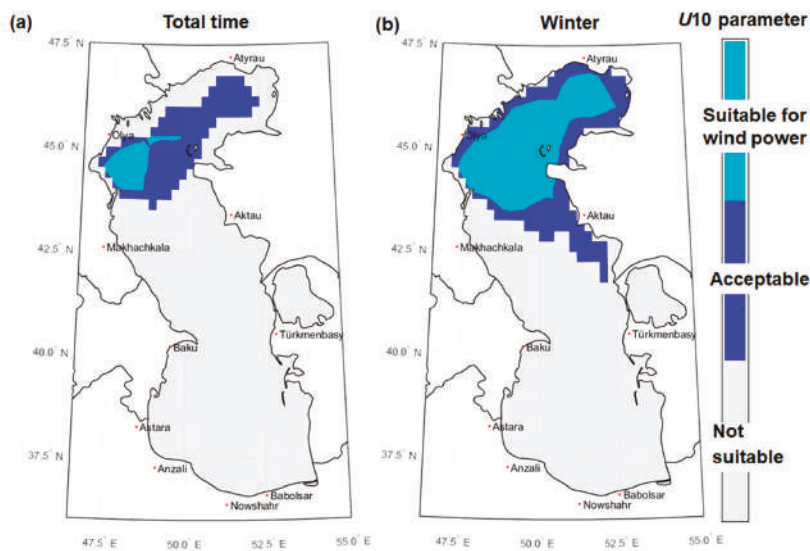 (a) Total time
47.5° N
45.0° N
42.5° N
40.0° N
37.5° N
Atyrau
Olya
Aktau
Makhachkala
Türkmenbasy
Baku
Astara
Anzali
Babolsar
Nowshahr
47.5° E 50.0° E 52.5° E 55.0° E
(b) Winter
47.5° N
45.0° N
42.5° N
40.0° N
37.5° N
Atyrau
Olya
Aktau
Makhachkala
Türkmenbasy
Baku
Astara
Anzali
Babolsar
Nowshahr
47.5° E 50.0° E 52.5° E 55.0° E
U10 parameter
Suitable for
wind power
Acceptable
Not
suitable